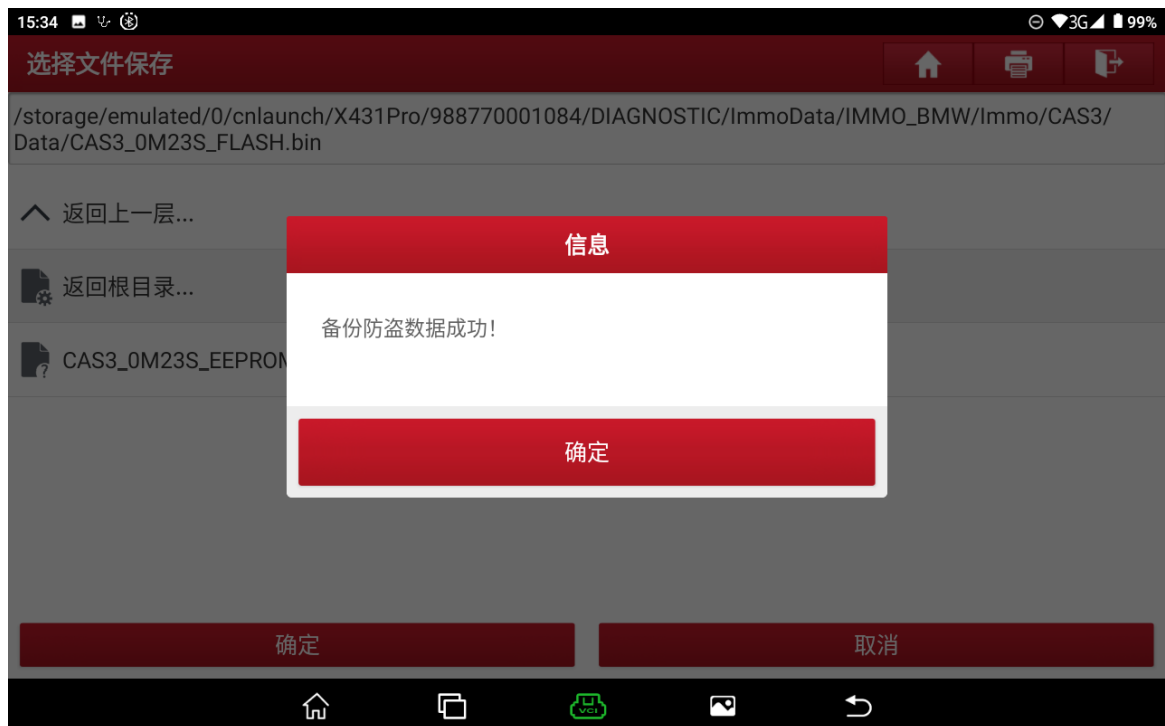 15:34
3G
99%
选择文件保存
/storage/emulated/0/cnlaunch/X431Pro/988770001084/DIAGNOSTIC/ImmoData/IMMO_BMW/Immo/CAS3/
Data/CAS3_0M23S_FLASH.bin
返回上一层...
信息
返回根目录...
备份防盗数据成功!
CAS3_0M23S_EEPROM
确定
确定
取消
VCI